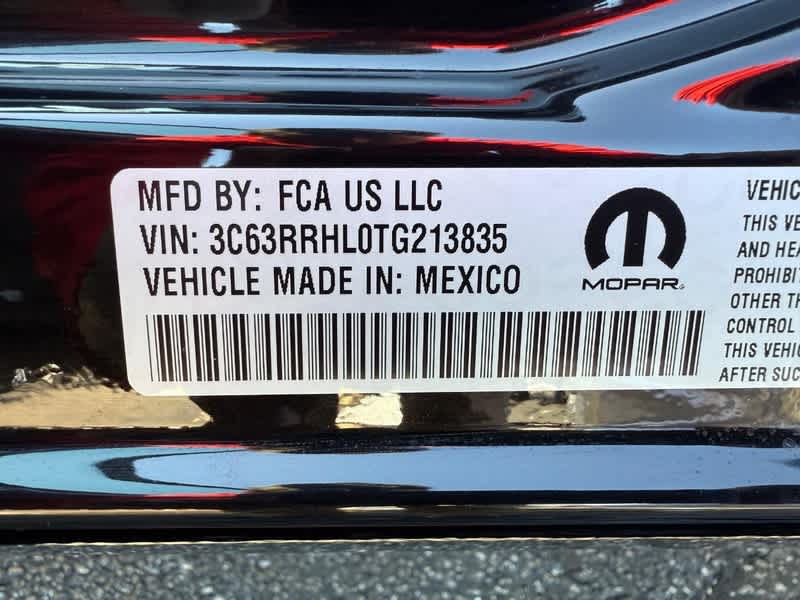 MFD BY: FCA US LLC
VIN: 3C63RRHL0TG213835
VEHICLE MADE IN: MEXICO
MOPAR®
VEHIC
THIS VE
AND HEA
PROHIBI
OTHER TH
CONTROL
THIS VEHIC
AFTER SUC